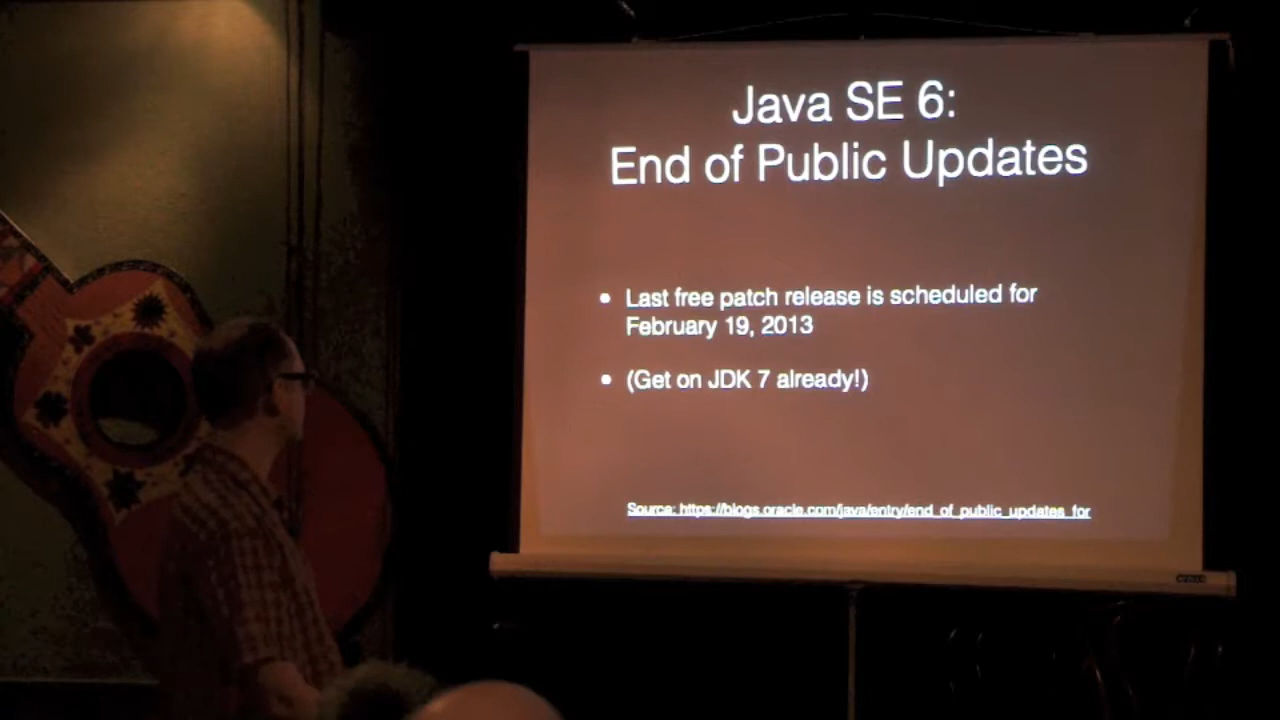 Java SE 6:
End of Public Updates
• Last free patch release is scheduled for
February 19, 2013
• (Get on JDK 7 already!)
Source: https://blogs.oracle.com/java/entry/end_of_public_updates_for